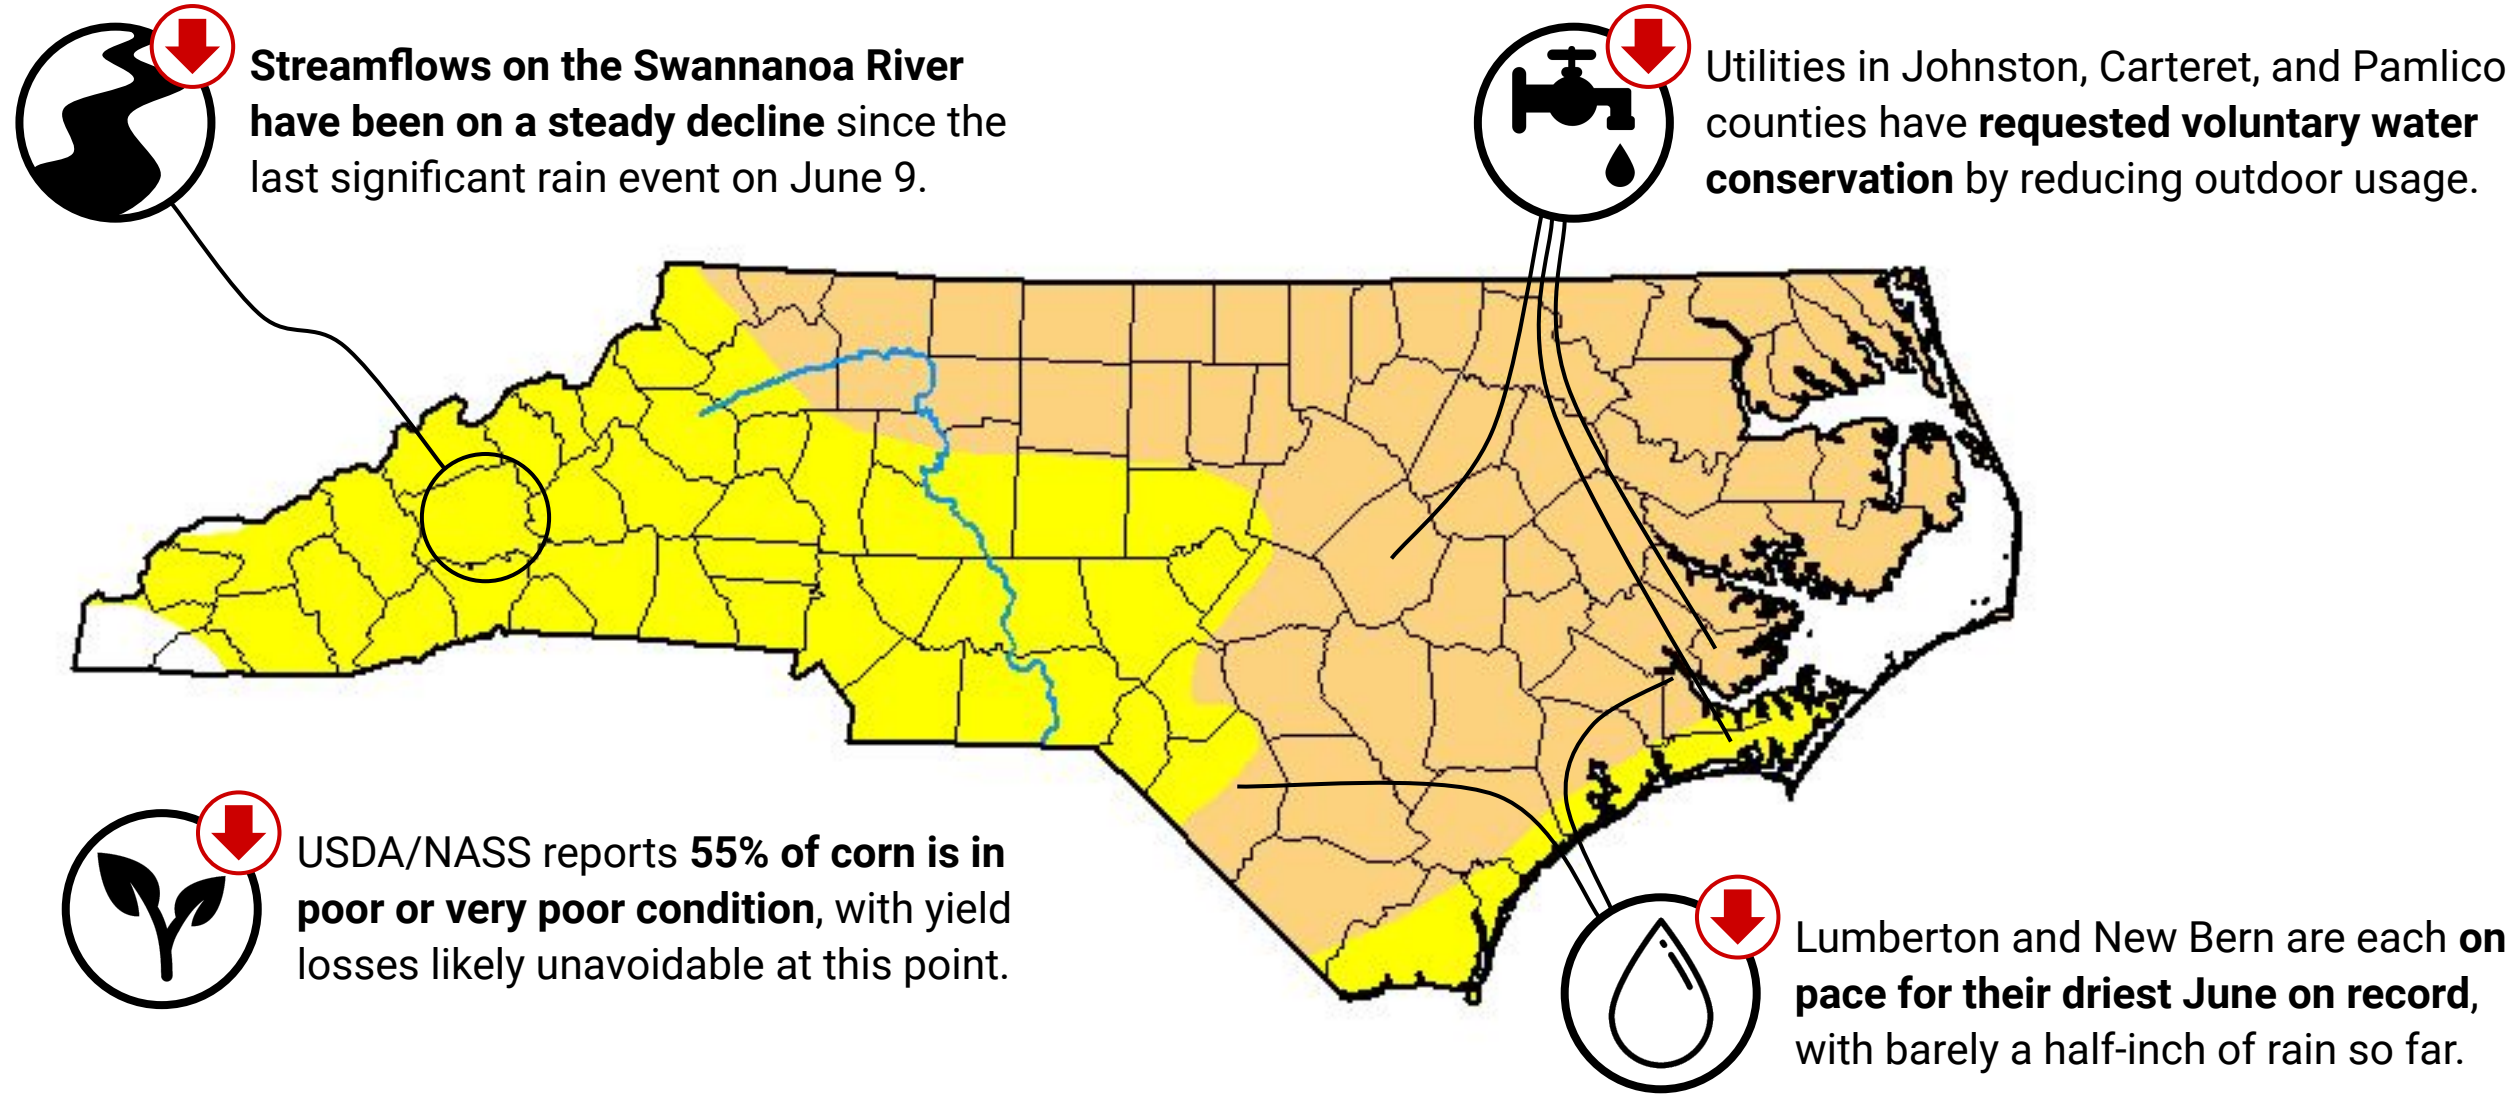 Streamflows on the Swannanoa River
have been on a steady decline since the
last significant rain event on June 9.
Utilities in Johnston, Carteret, and Pamlico
counties have requested voluntary water
conservation by reducing outdoor usage.
USDA/NASS reports 55% of corn is in
poor or very poor condition, with yield
losses likely unavoidable at this point.
Lumberton and New Bern are each on
pace for their driest June on record,
with barely a half-inch of rain so far.